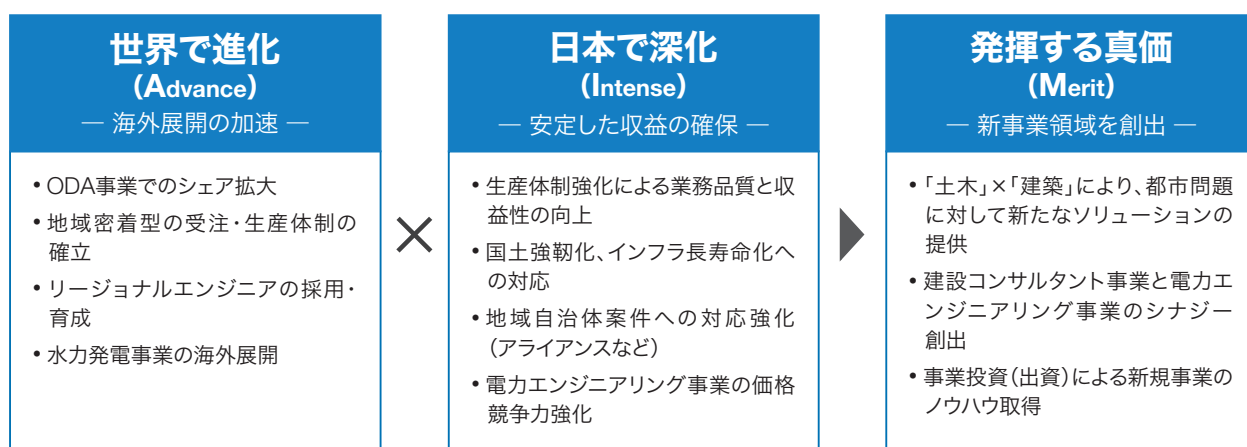 世界で進化
(Advance)
― 海外展開の加速 ―
• ODA事業でのシェア拡大
• 地域密着型の受注・生産体制の
確立
• リージョナルエンジニアの採用・
育成
• 水力発電事業の海外展開
×
日本で深化
(Intense)
― 安定した収益の確保 ―
• 生産体制強化による業務品質と収
益性の向上
• 国土強靱化、インフラ長寿命化へ
の対応
• 地域自治体案件への対応強化
(アライアンスなど)
• 電力エンジニアリング事業の価格
競争力強化
発揮する真価
(Merit)
― 新事業領域を創出 ―
• 「土木」×「建築」により、都市問題
に対して新たなソリューションの
提供
• 建設コンサルタント事業と電力エ
ンジニアリング事業のシナジー
創出
• 事業投資(出資)による新規事業の
ノウハウ取得